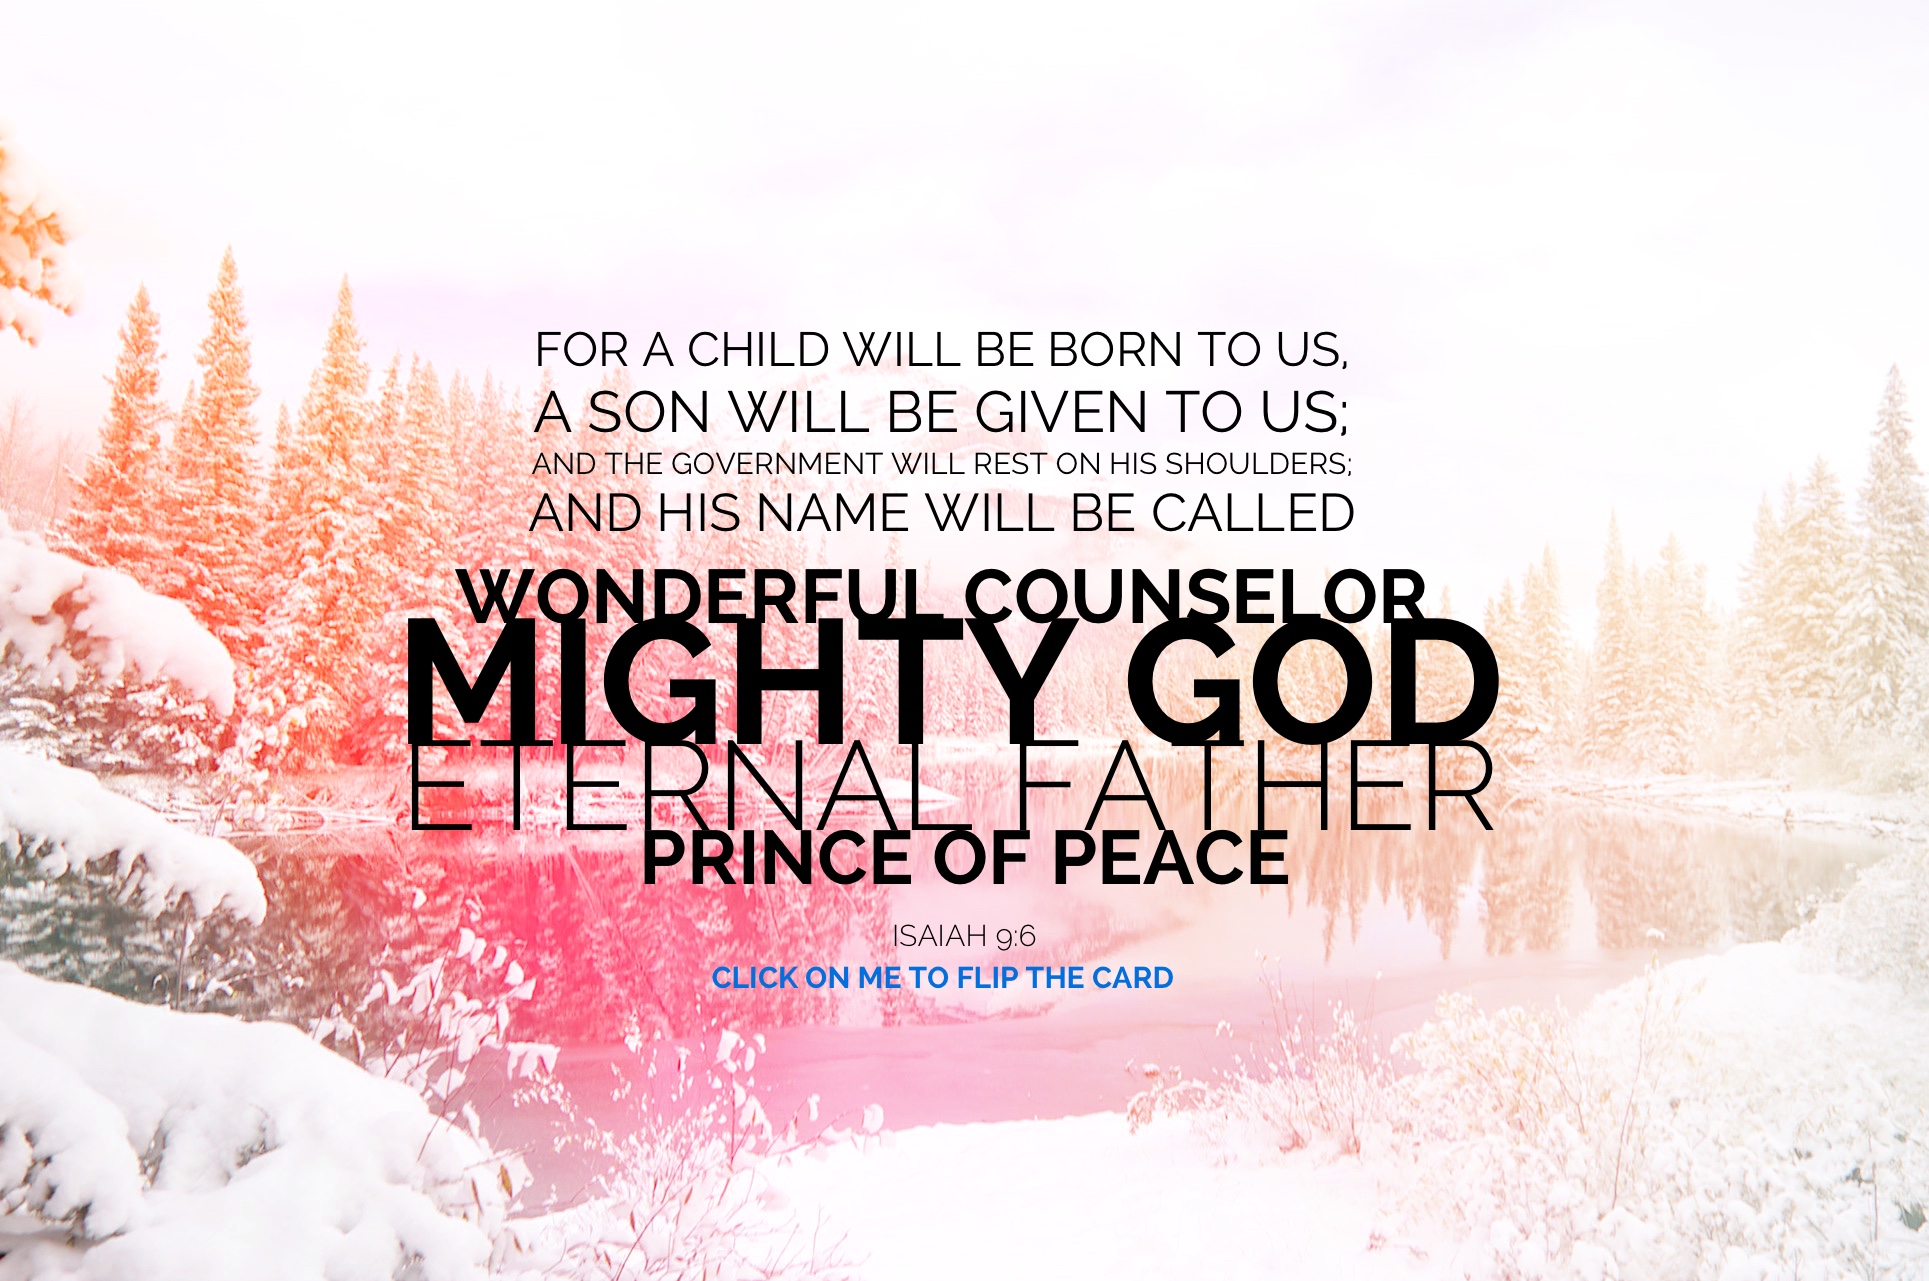 FOR A CHILD WILL BE BORN TO US,
A SON WILL BE GIVEN TO US;
AND THE GOVERNMENT WILL REST ON HIS SHOULDERS;
AND HIS NAME WILL BE CALLED
WONDERFUL COUNSELOR
MIGHTY GOD
ETERNAL FATHER
PRINCE OF PEACE
ISAIAH 9:6
CLICK ON ME TO FLIP THE CARD